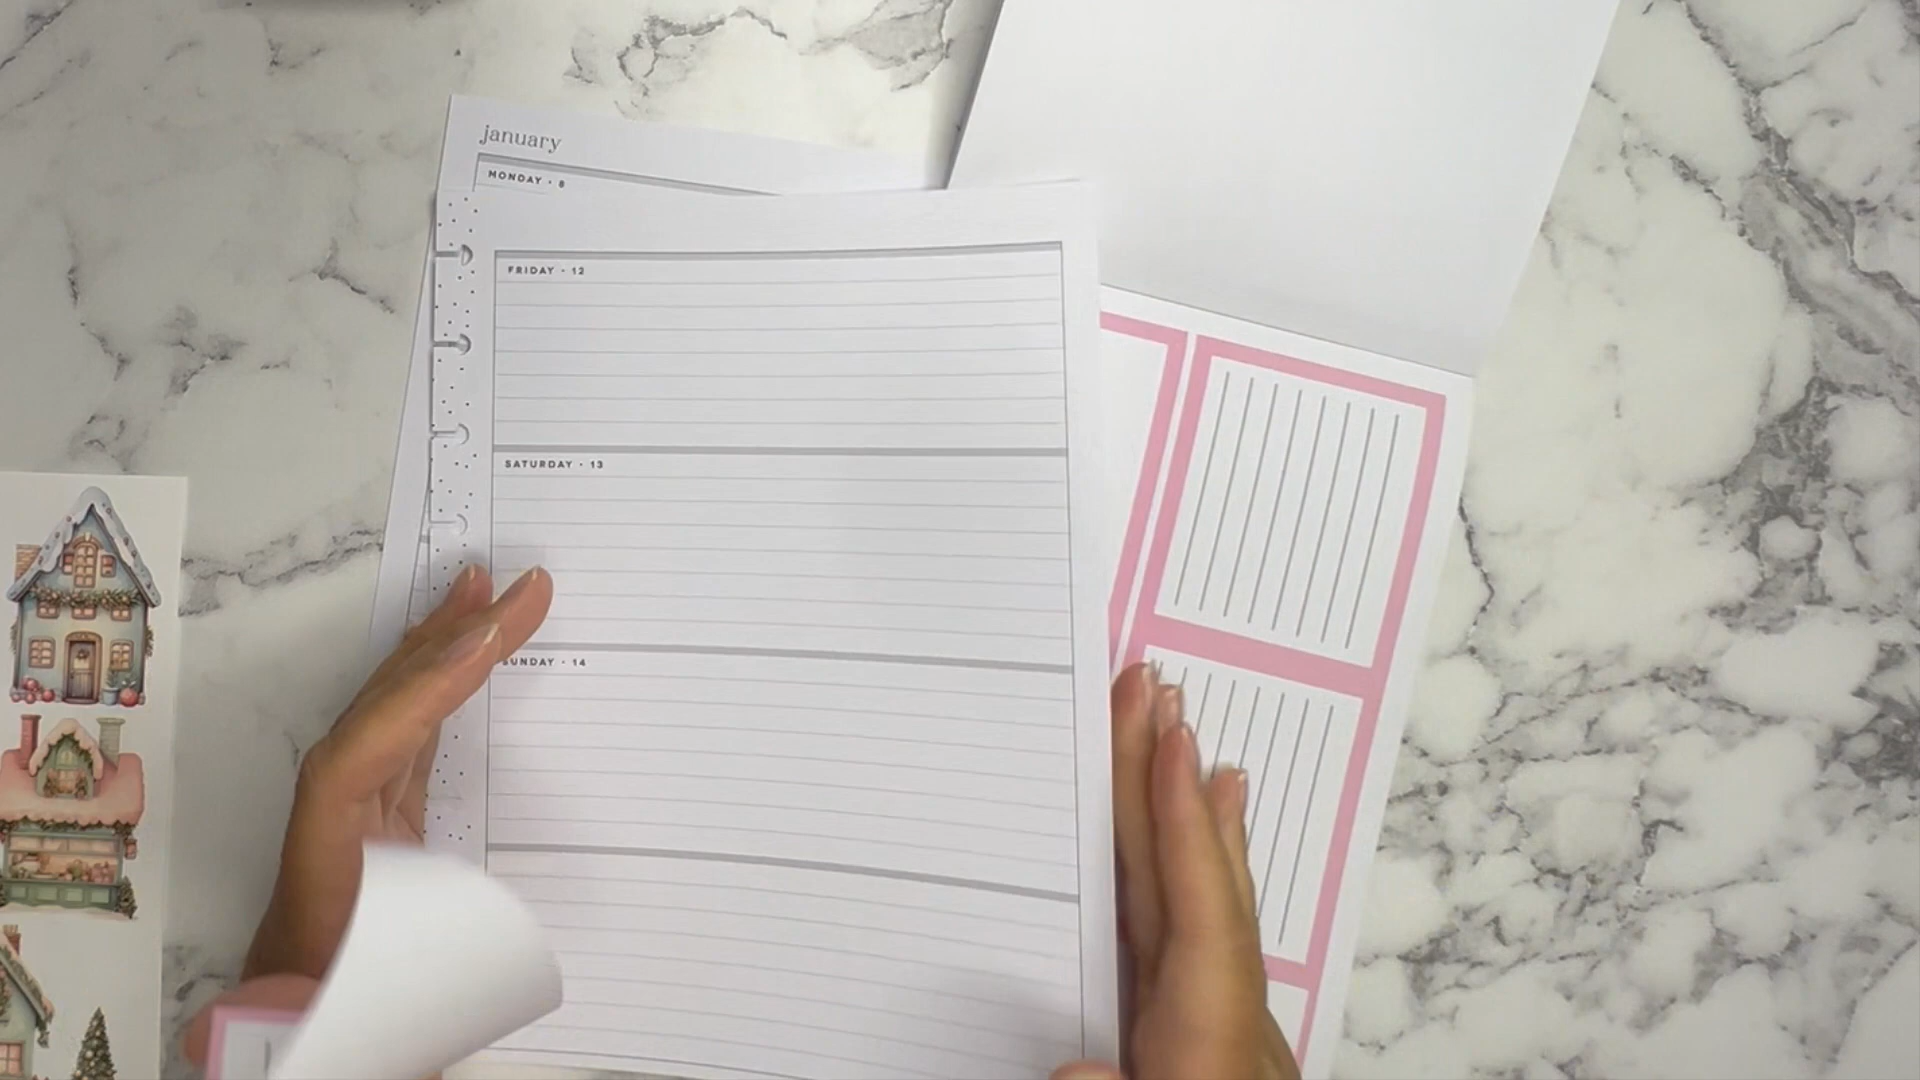 january
MONDAY · 8
FRIDAY · 12
SATURDAY · 13
SUNDAY · 14